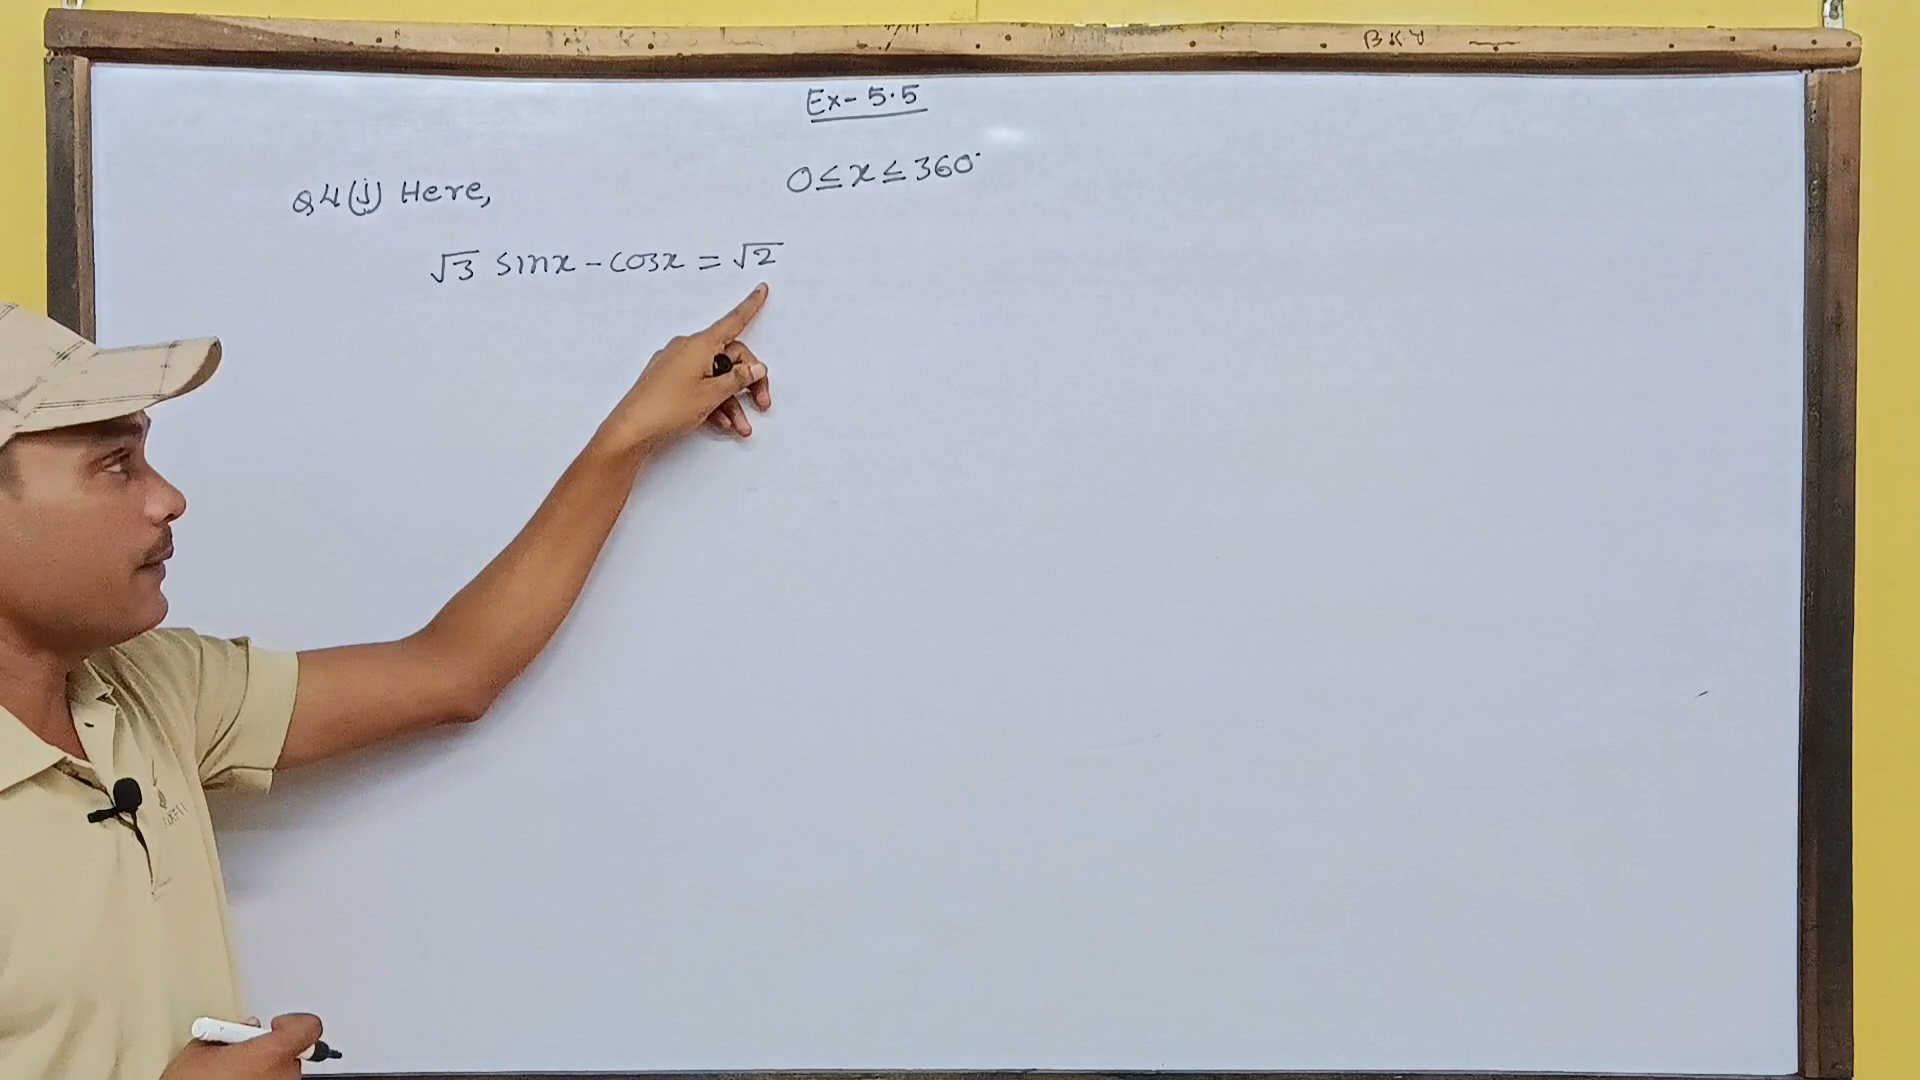 BKY
Ex-5.5
0≤x≤360°
Q4(j) Here,
√3 sinx - cosx = √2